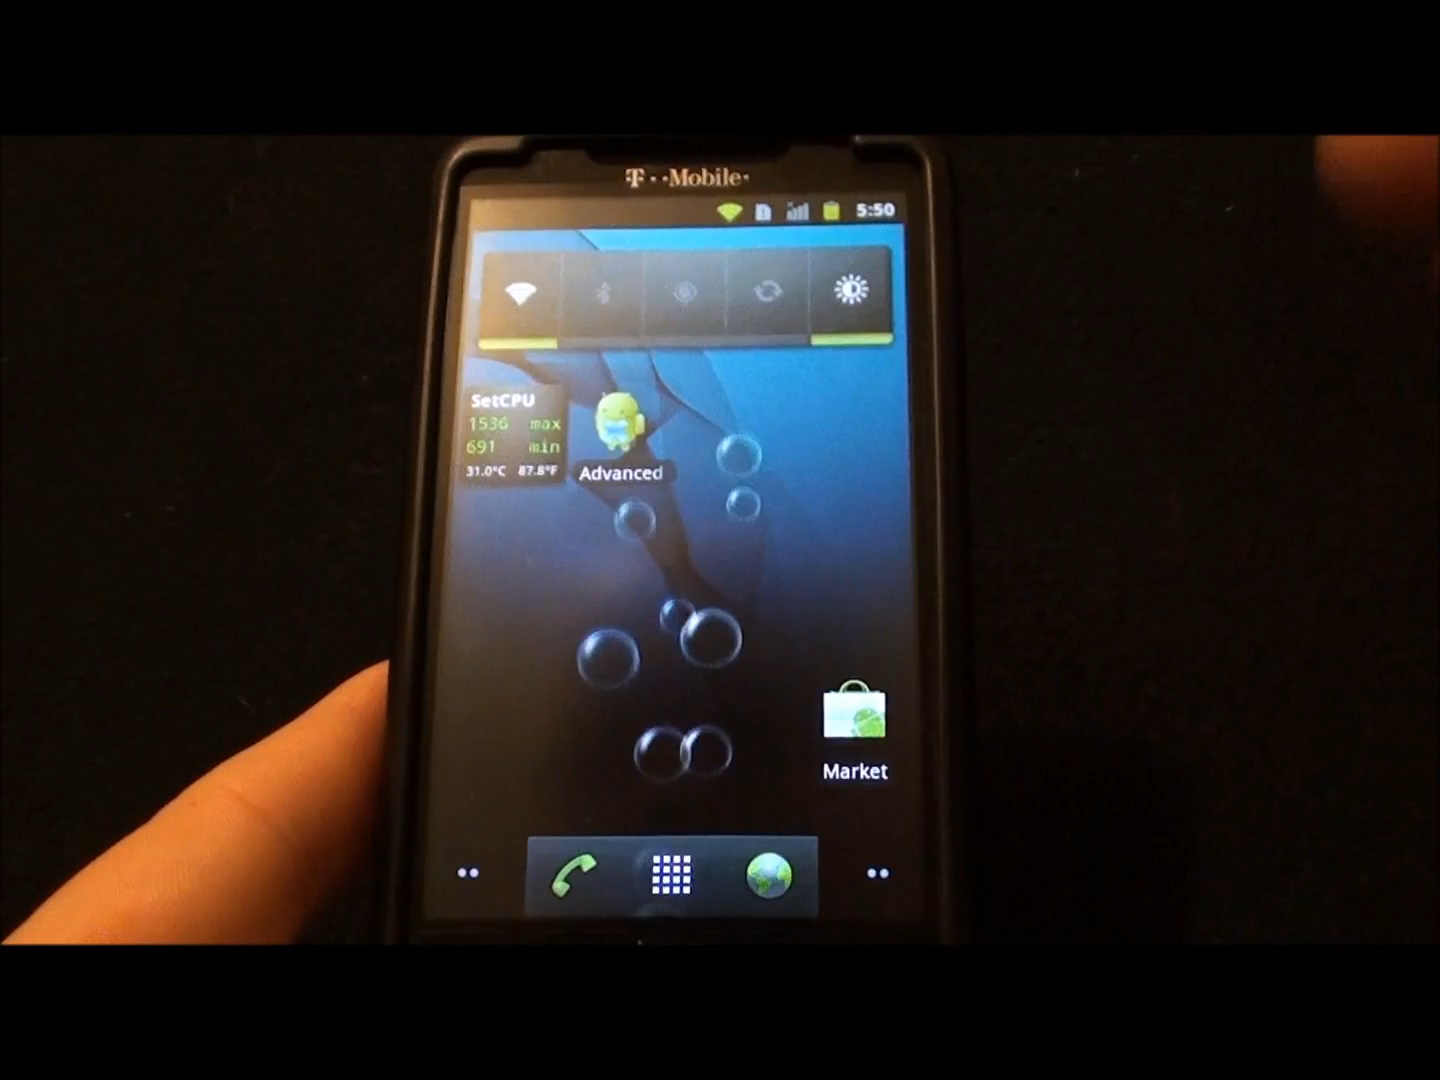 T··Mobile·
5:50
SetCPU
1536 max
691 min
31.0°C 87.8°F
Advanced
Market